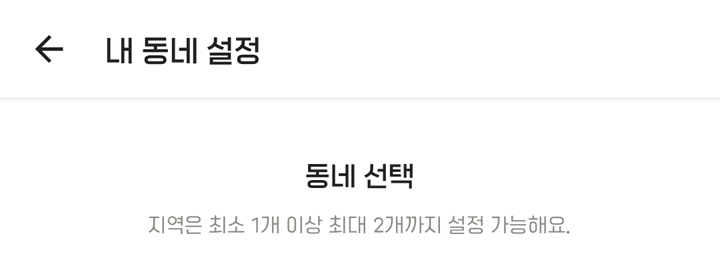 내 동네 설정
동네 선택
지역은 최소 1개 이상 최대 2개까지 설정 가능해요.